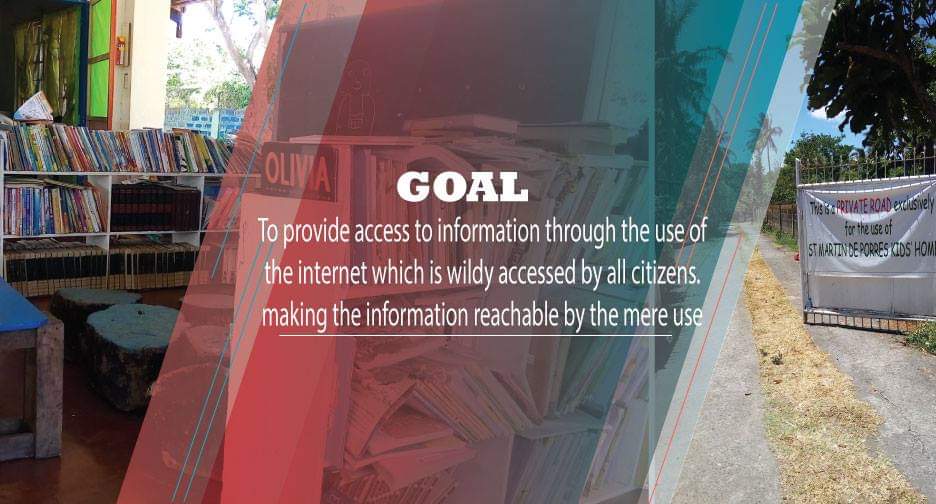 OLIVIA
GOAL
To provide access to information through the use of
the internet which is wildy accessed by all citizens.
making the information reachable by the mere use
This is a PRIVATE ROAD exclusively
for the use of
ST MARTIN DE PORRES KIDS HOM